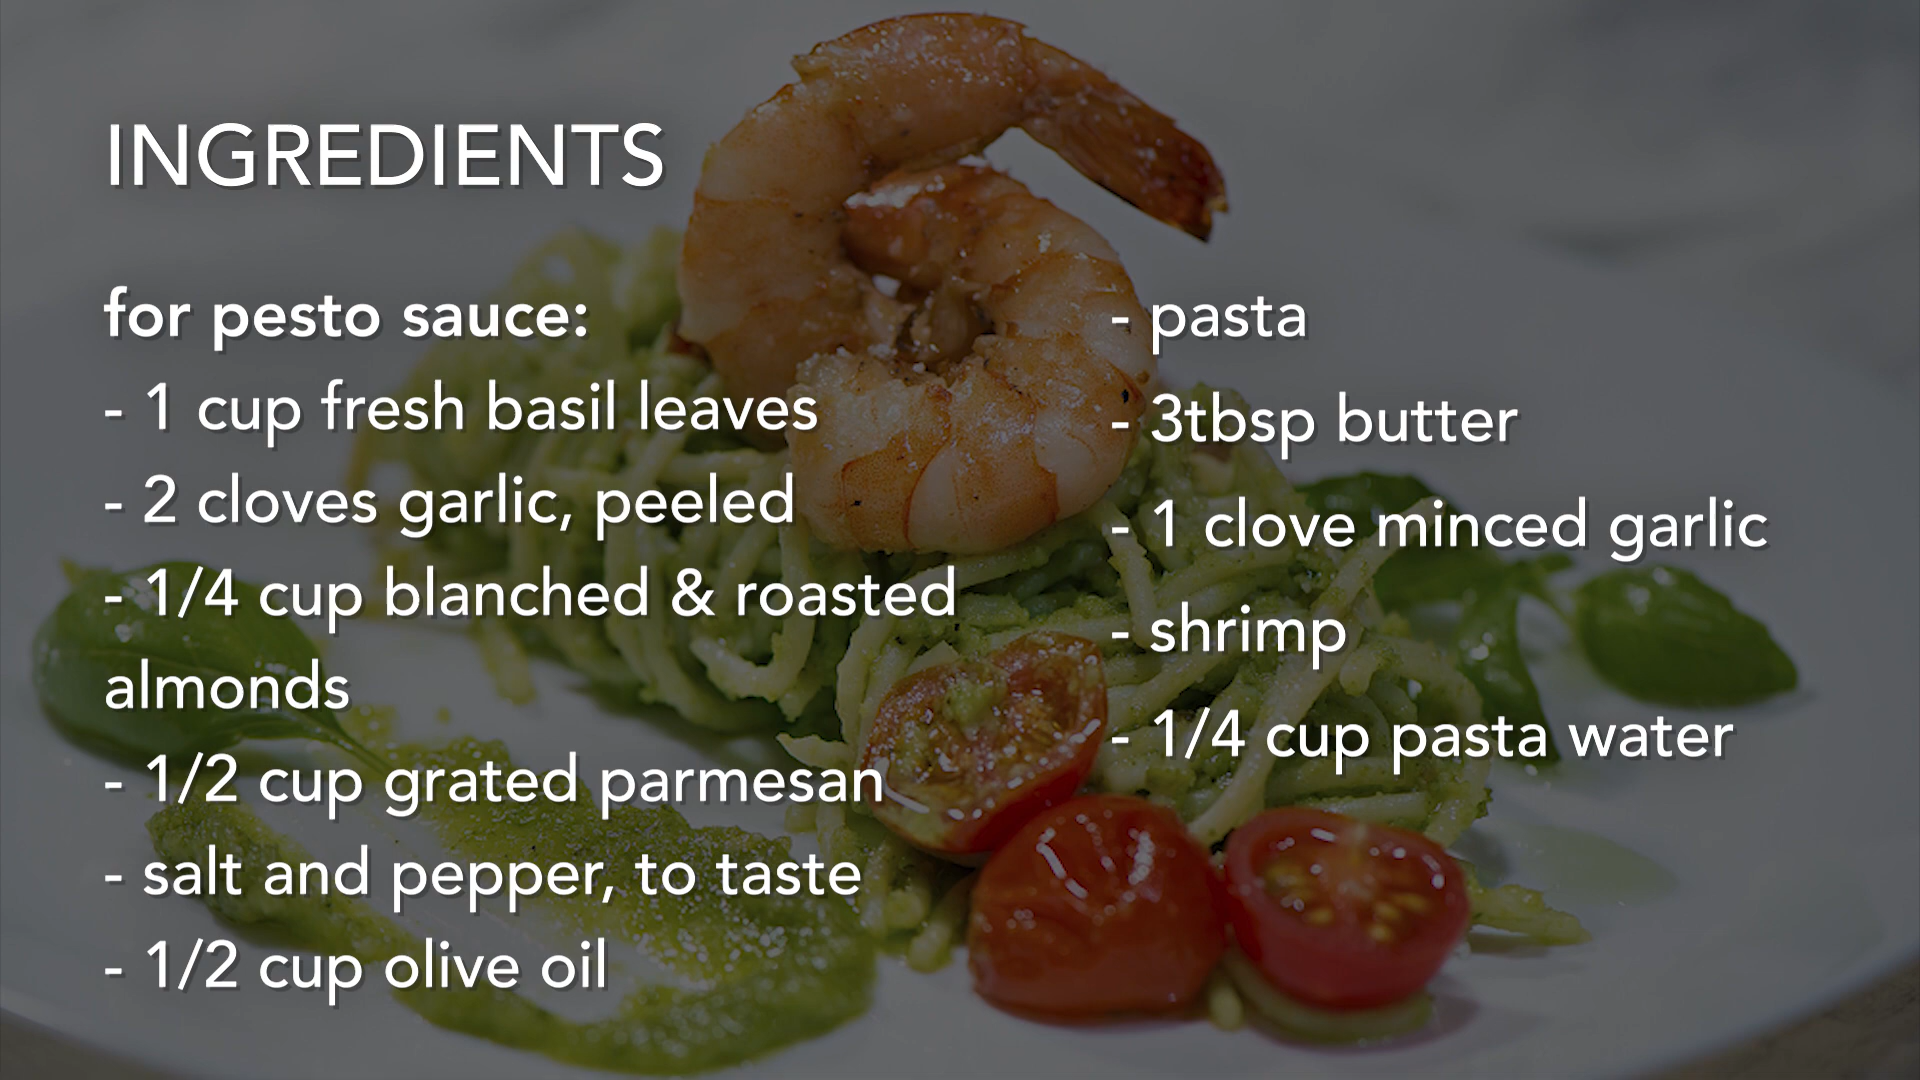 INGREDIENTS
for pesto sauce:
- 1 cup fresh basil leaves
- 2 cloves garlic, peeled
- 1/4 cup blanched & roasted
almonds
- 1/2 cup grated parmesan
- salt and pepper, to taste
- 1/2 cup olive oil
- pasta
- 3tbsp butter
- 1 clove minced garlic
- shrimp
- 1/4 cup pasta water